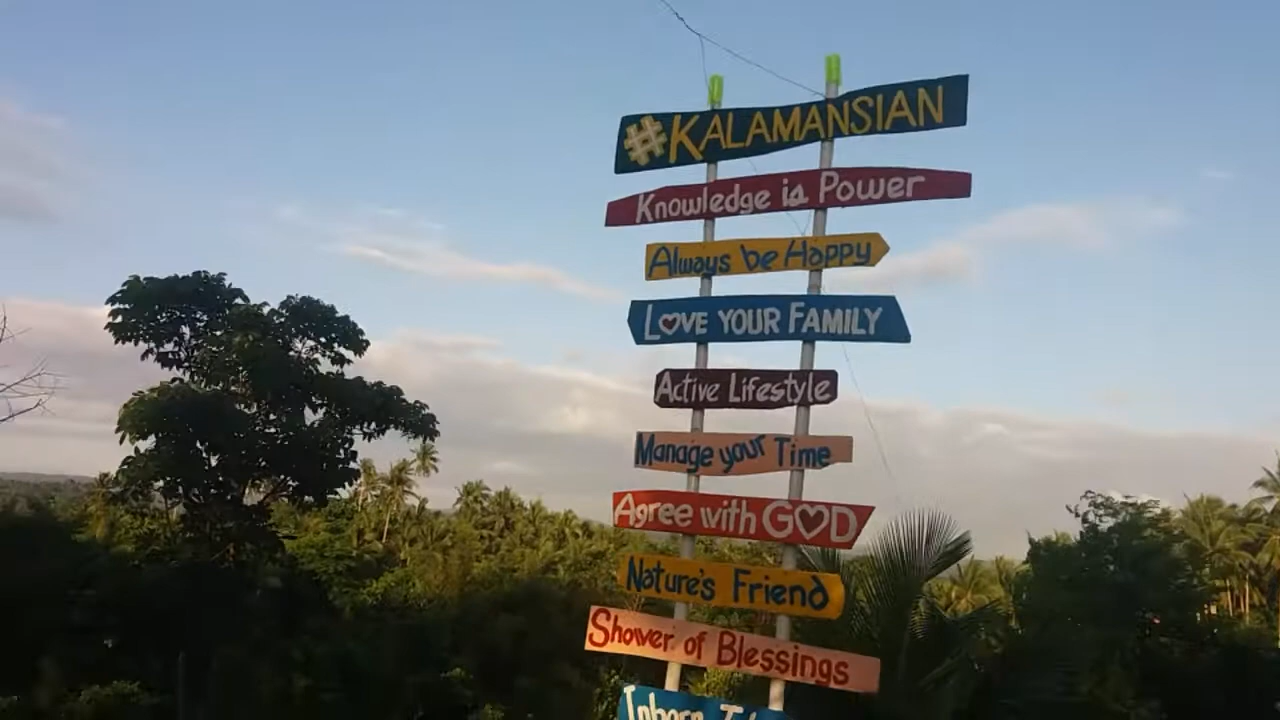 #KALAMANSIAN
Knowledge is Power
Always be Happy
LOVE YOUR FAMILY
Active Lifestyle
Manage your Time
Agree with GOD
Nature's Friend
Shower of Blessings
Inborn